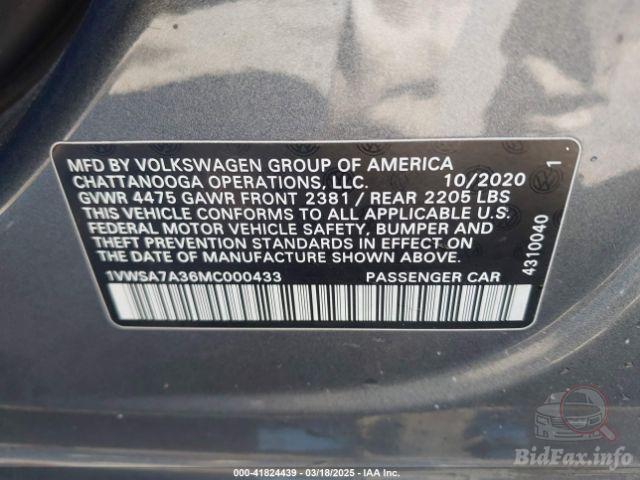 MFD BY VOLKSWAGEN GROUP OF AMERICA
CHATTANOOGA OPERATIONS, LLC. 10/2020 1
GVWR 4475 GAWR FRONT 2381 / REAR 2205 LBS
THIS VEHICLE CONFORMS TO ALL APPLICABLE U.S.
FEDERAL MOTOR VEHICLE SAFETY, BUMPER AND
THEFT PREVENTION STANDARDS IN EFFECT ON
THE DATE OF MANUFACTURE SHOWN ABOVE.
1VWSA7A36MC000433 PASSENGER CAR
4310040
000-41824439 - 03/18/2025 - IAA Inc.
BidFax.info